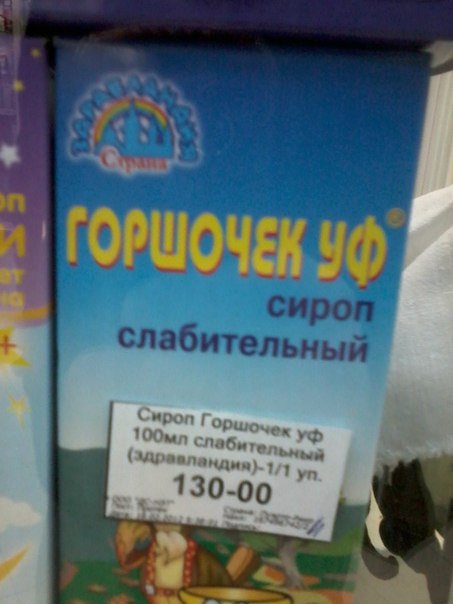 Страна
ЗДРАВЛАНДИЯ
ГОРШОЧЕК УФ®
сироп
слабительный
Сироп Горшочек уф
100мл слабительный
(здравландия)-1/1 уп.
130-00
+